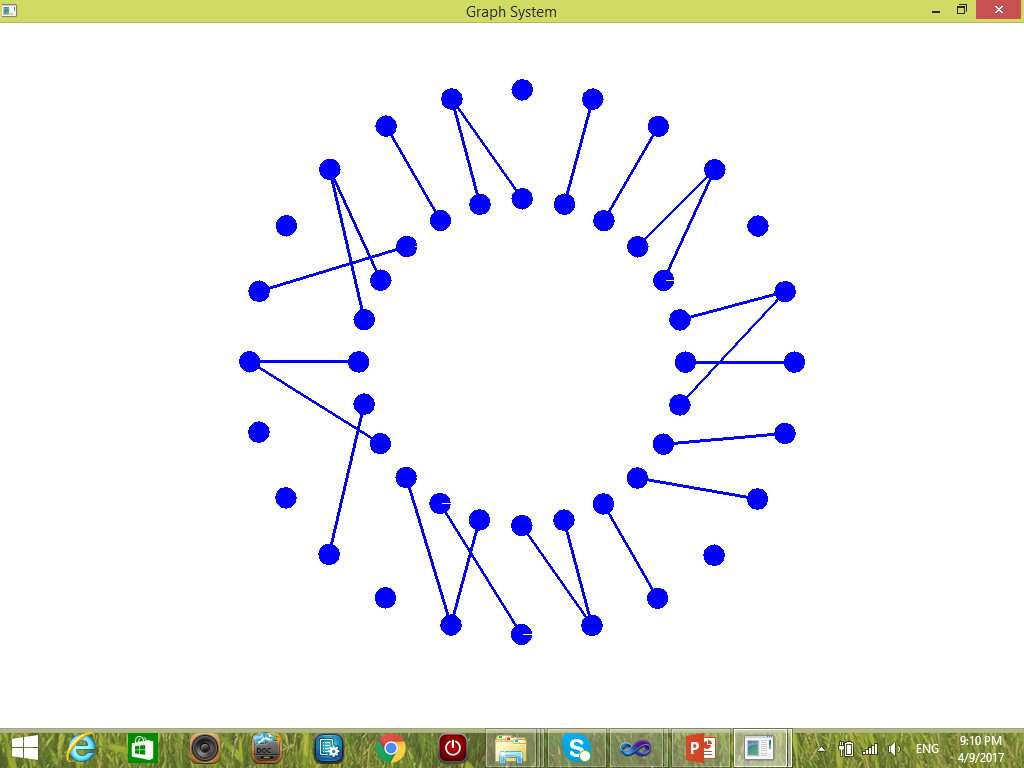 Graph System
DOC
ENG
9:10 PM
4/9/2017